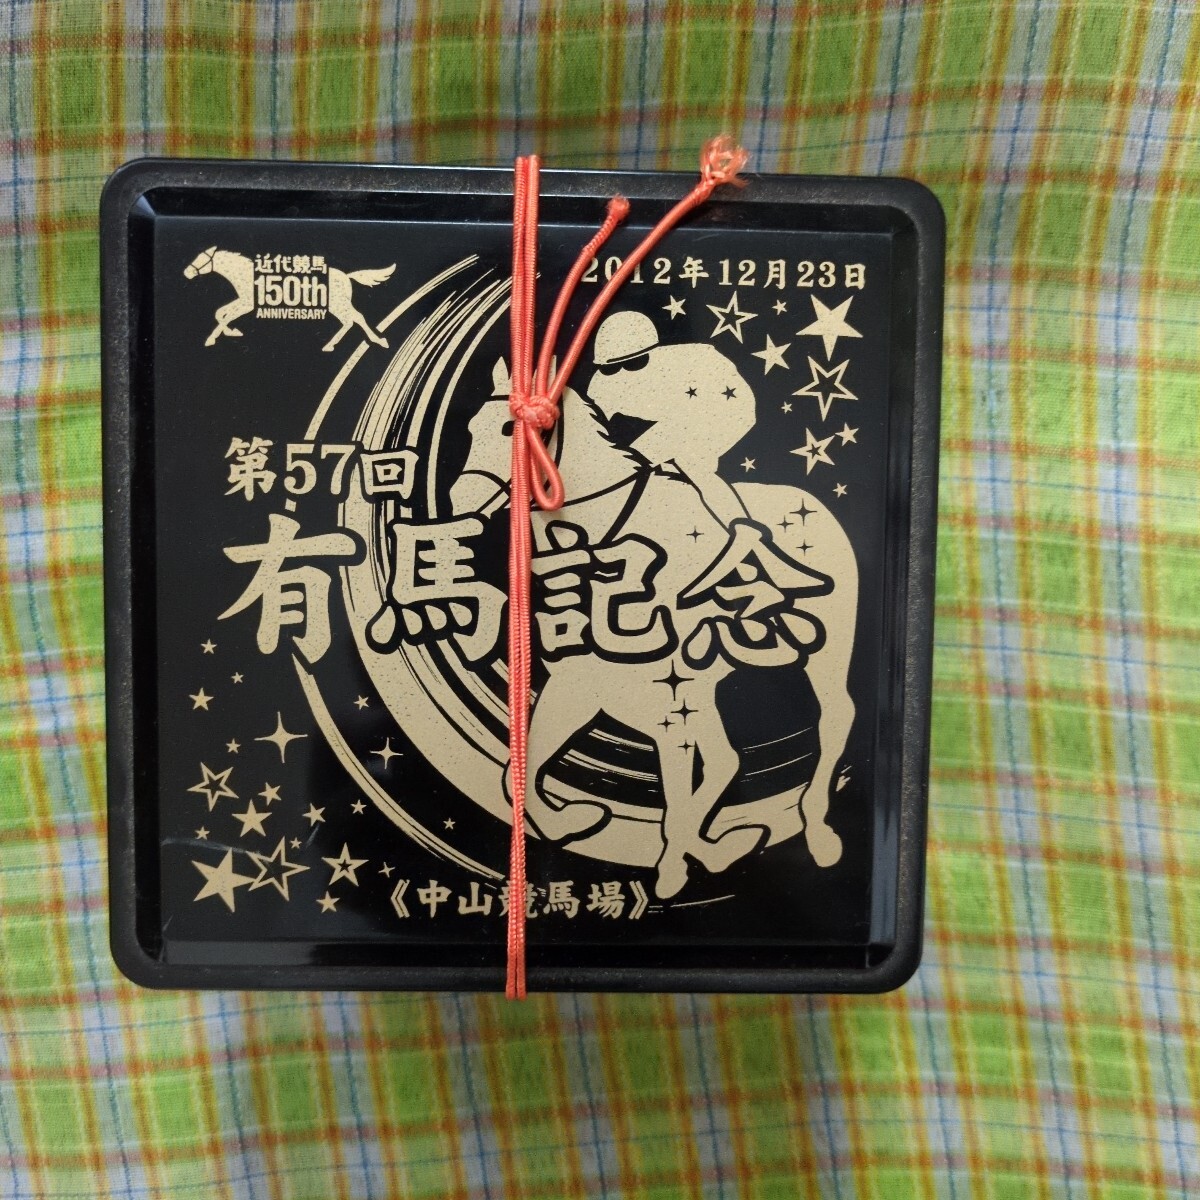 近代競馬
150th
ANNIVERSARY
2012年12月23日
第57回
有馬記念
《中山競馬場》